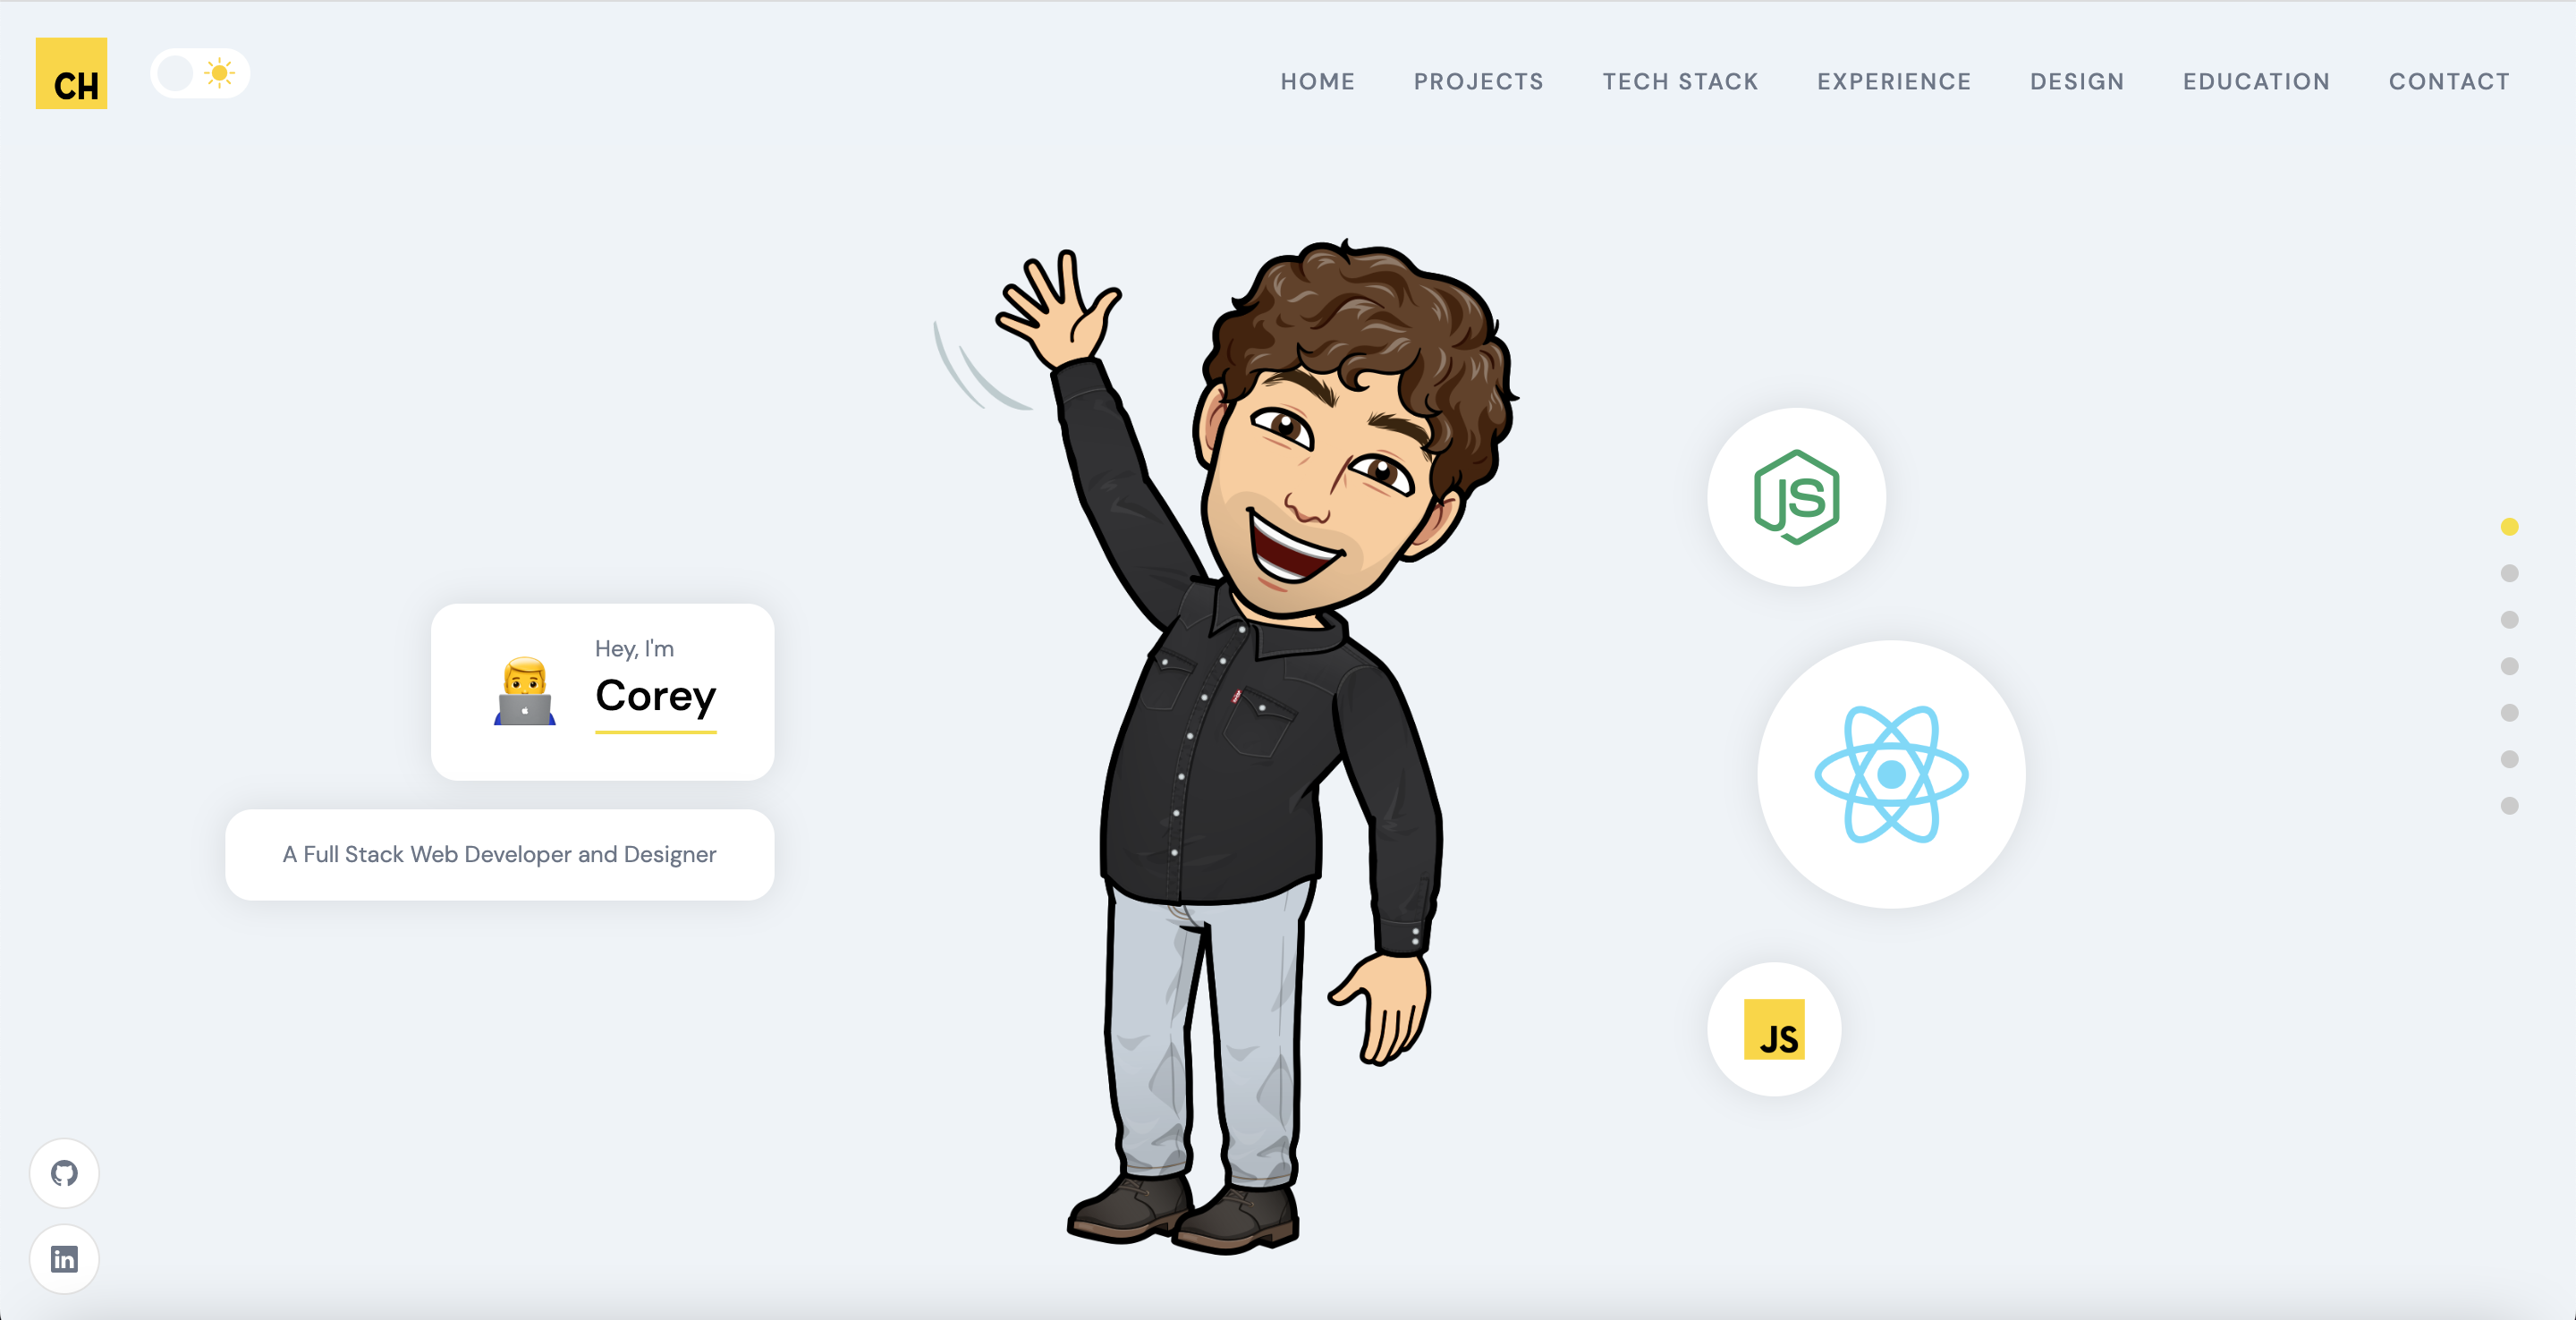 CH
HOME PROJECTS TECH STACK EXPERIENCE DESIGN EDUCATION CONTACT
Hey, I'm
Corey
A Full Stack Web Developer and Designer
JS
JS
in